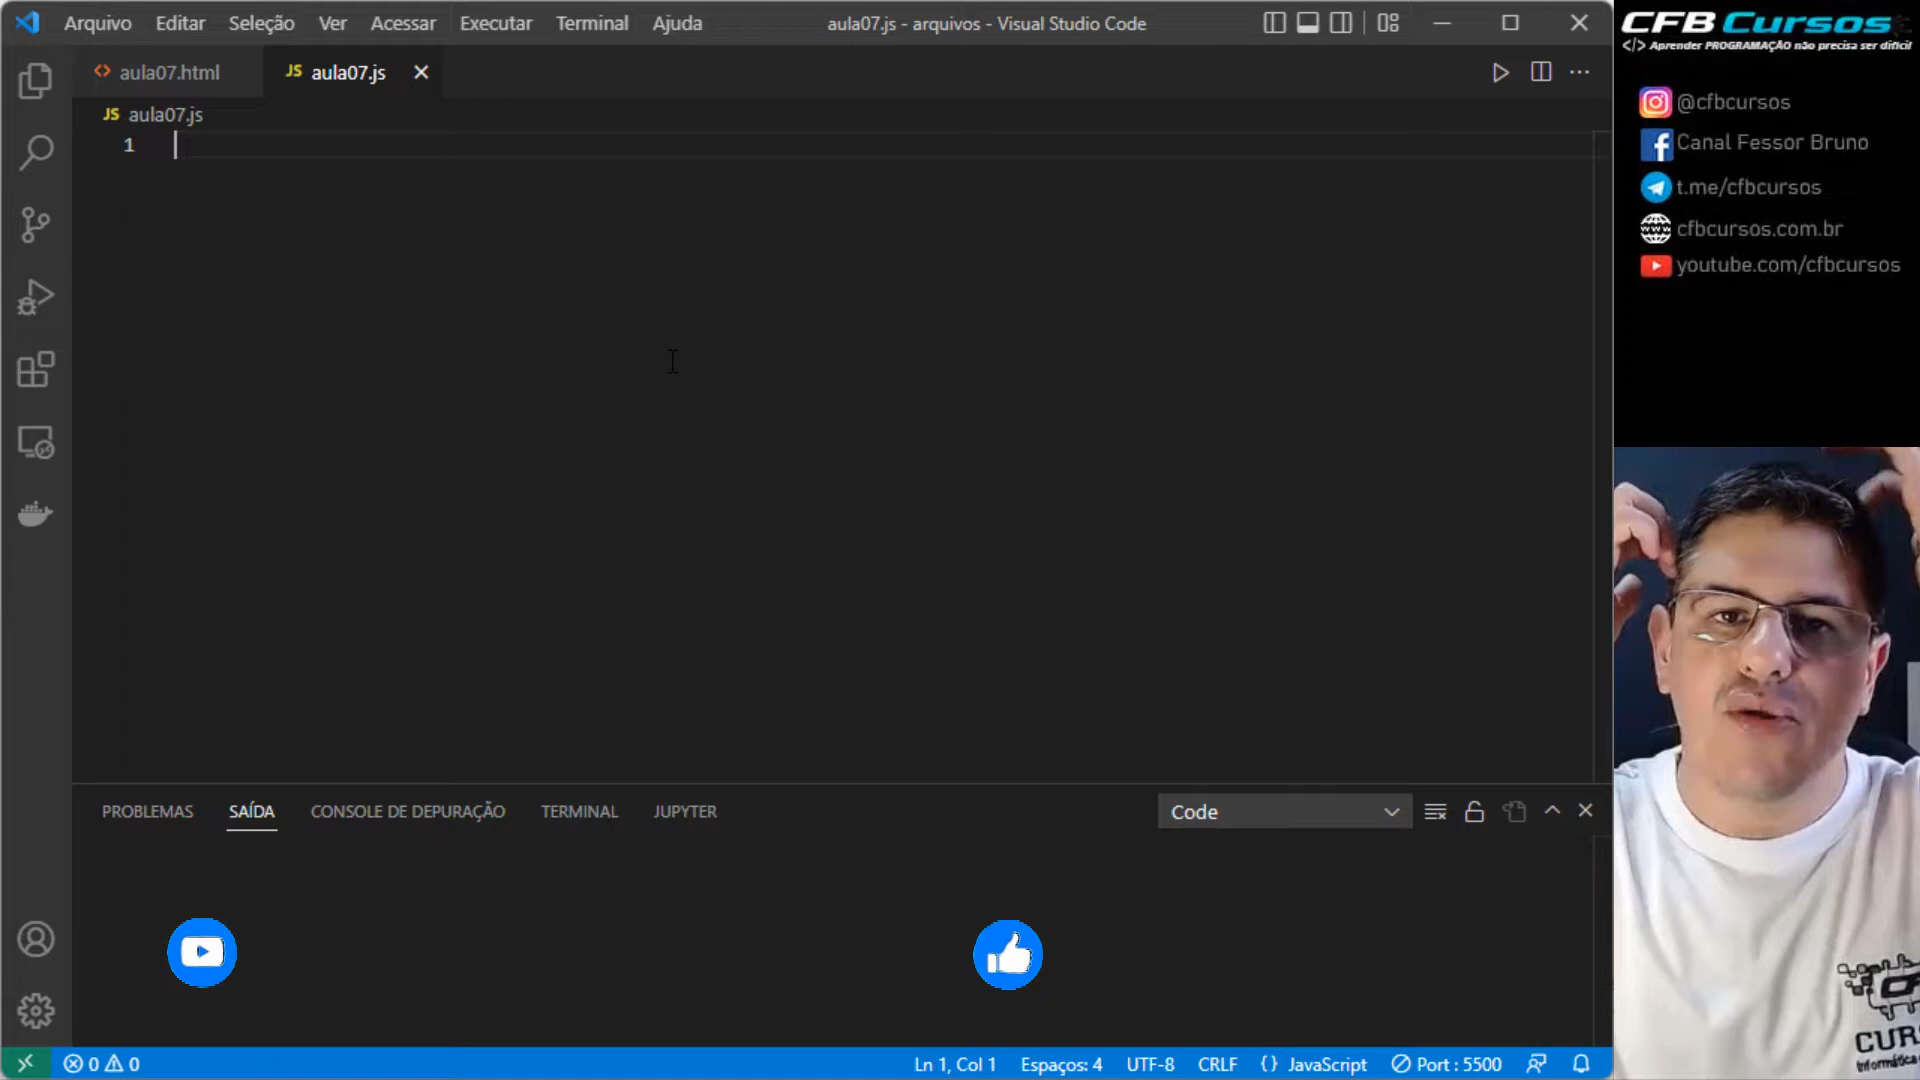 Arquivo Editar Seleção Ver Acessar Executar Terminal Ajuda
aula07.js - arquivos - Visual Studio Code
aula07.html
JS aula07.js
JS aula07.js
1
PROBLEMAS SAÍDA CONSOLE DE DEPURAÇÃO TERMINAL JUPYTER
Code
0 0
Ln 1, Col 1 Espaços: 4 UTF-8 CRLF {} JavaScript Port : 5500
CFB Cursos
</> Aprender PROGRAMAÇÃO não precisa ser difícil
@cfbcursos
Canal Fessor Bruno
t.me/cfbcursos
cfbcursos.com.br
youtube.com/cfbcursos